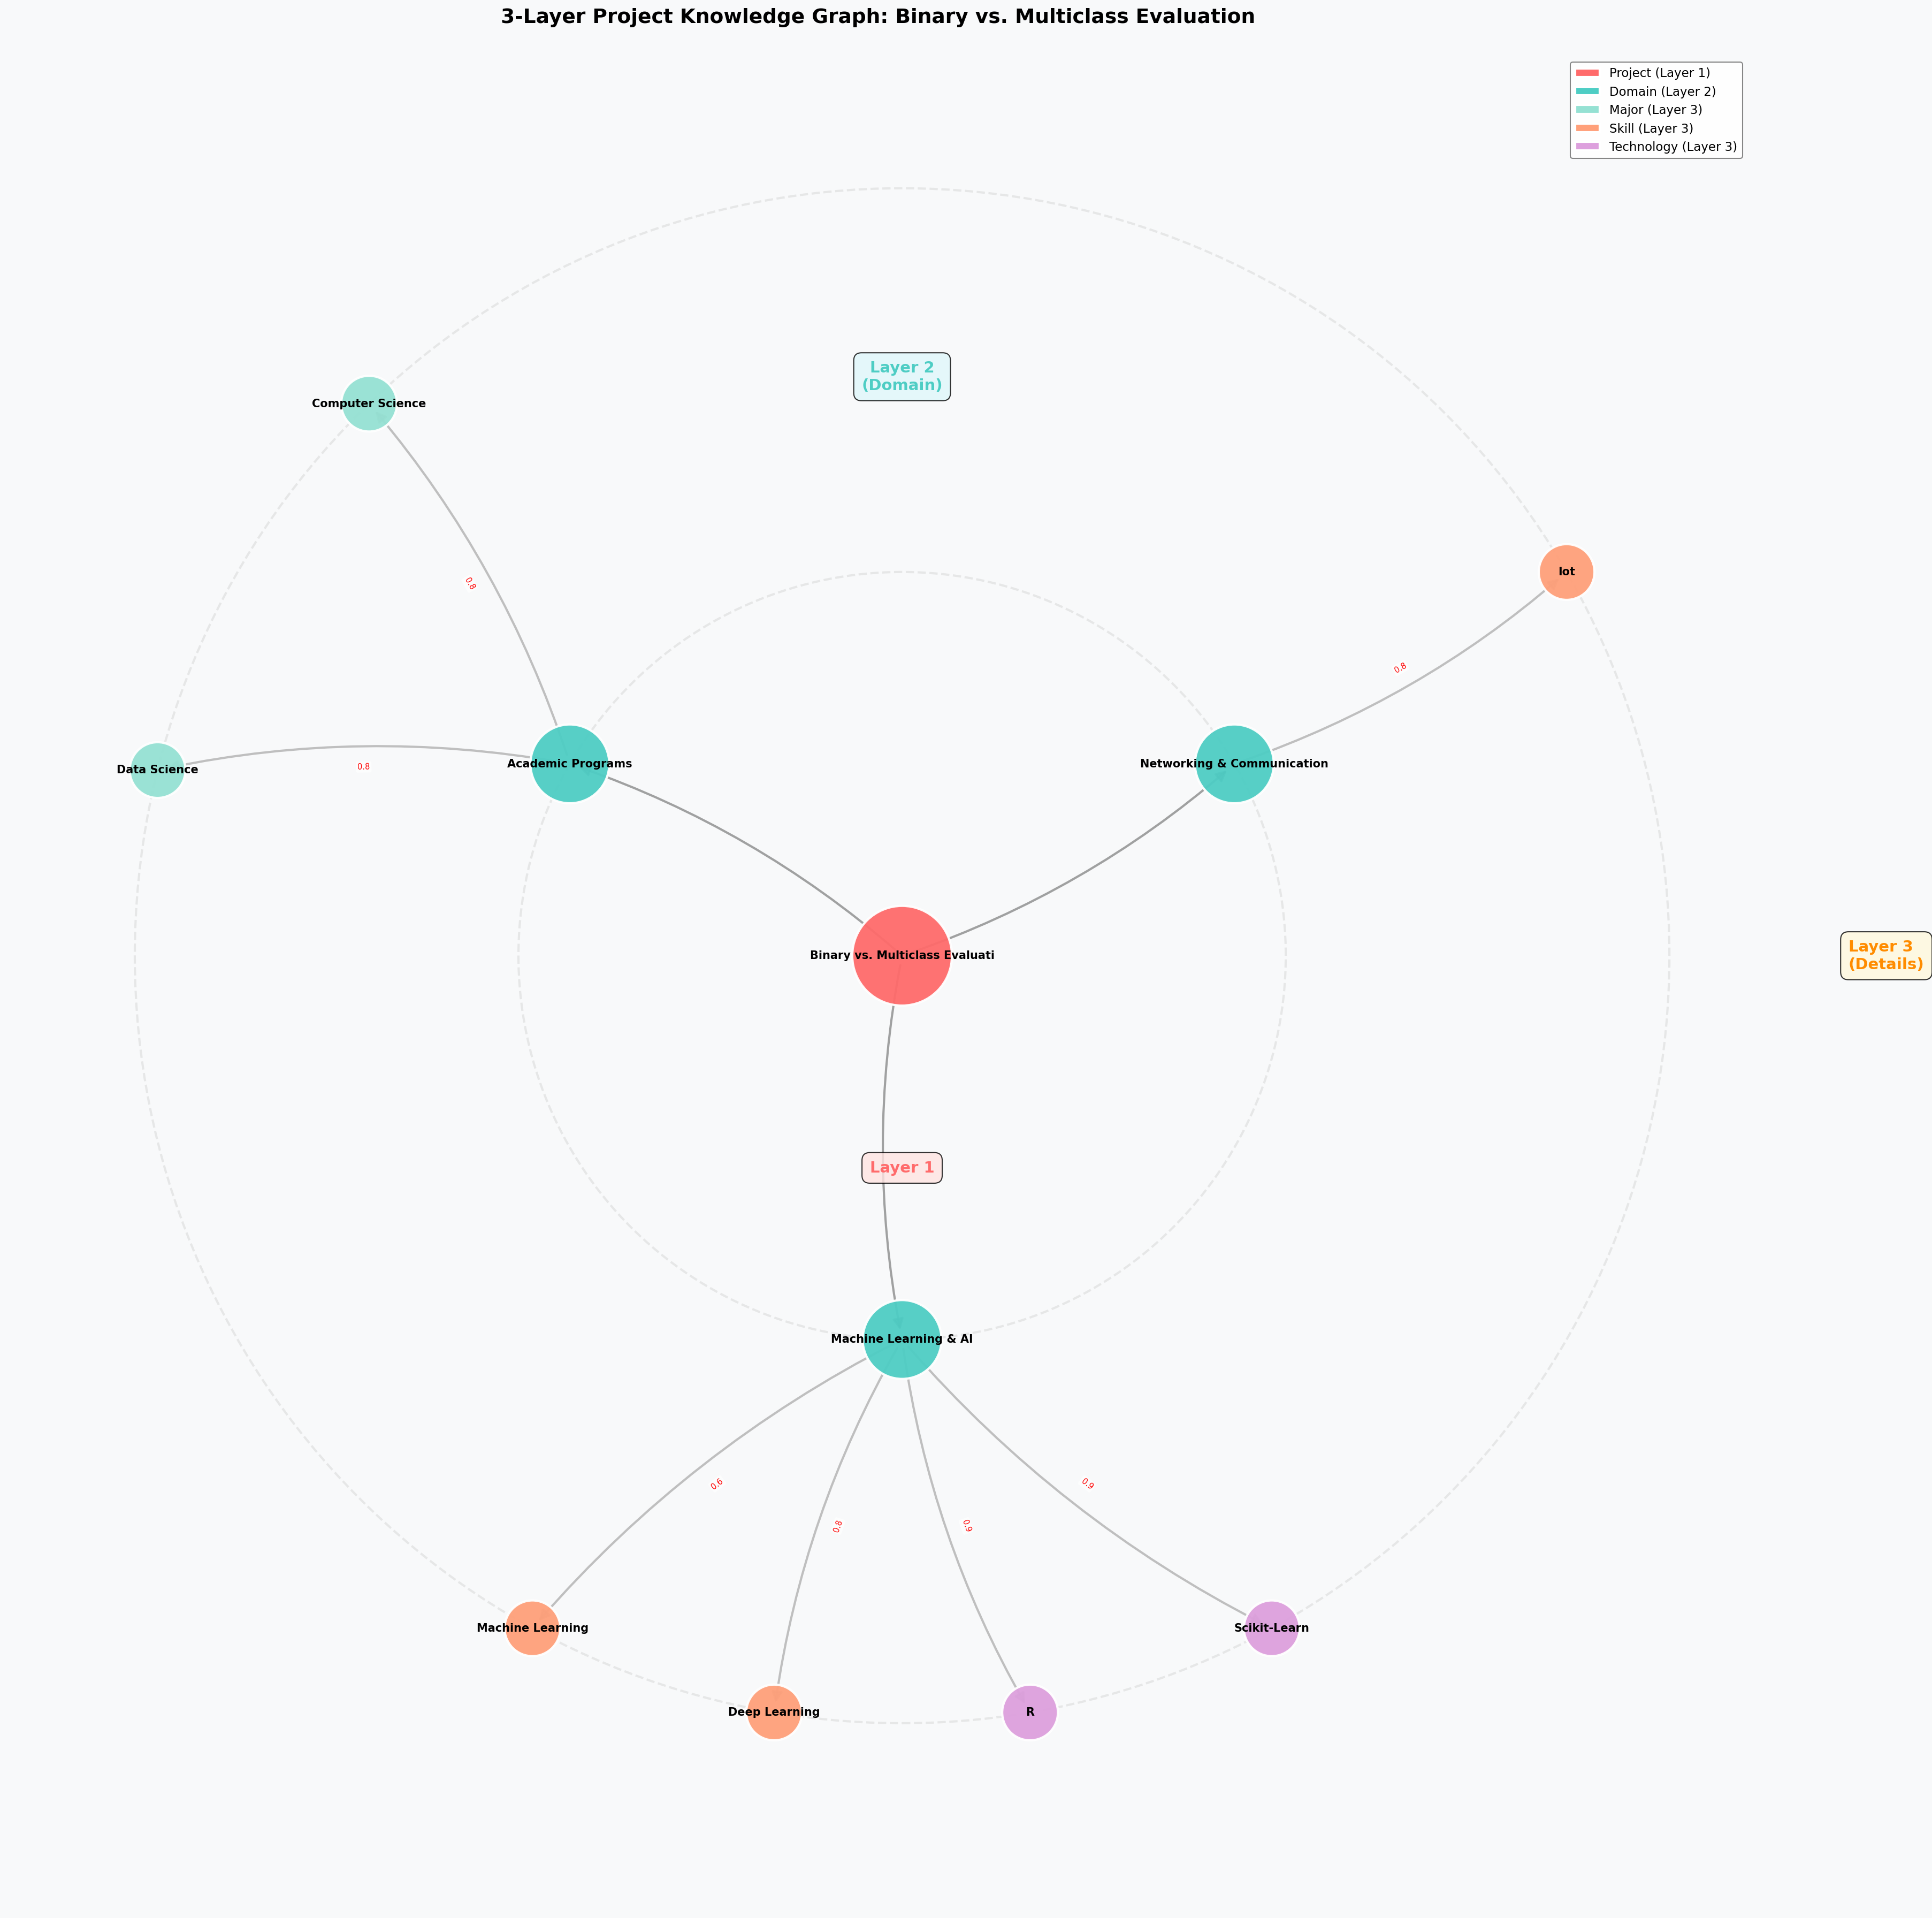 3-Layer Project Knowledge Graph: Binary vs. Multiclass Evaluation
Project (Layer 1)
Domain (Layer 2)
Major (Layer 3)
Skill (Layer 3)
Technology (Layer 3)
Layer 2
(Domain)
Computer Science
Iot
0.8
0.8
Academic Programs
Networking & Communication
0.8
Data Science
Binary vs. Multiclass Evaluati
Layer 3
(Details)
Layer 1
Machine Learning & AI
0.6
0.8
0.9
0.9
Machine Learning
Scikit-Learn
Deep Learning
R